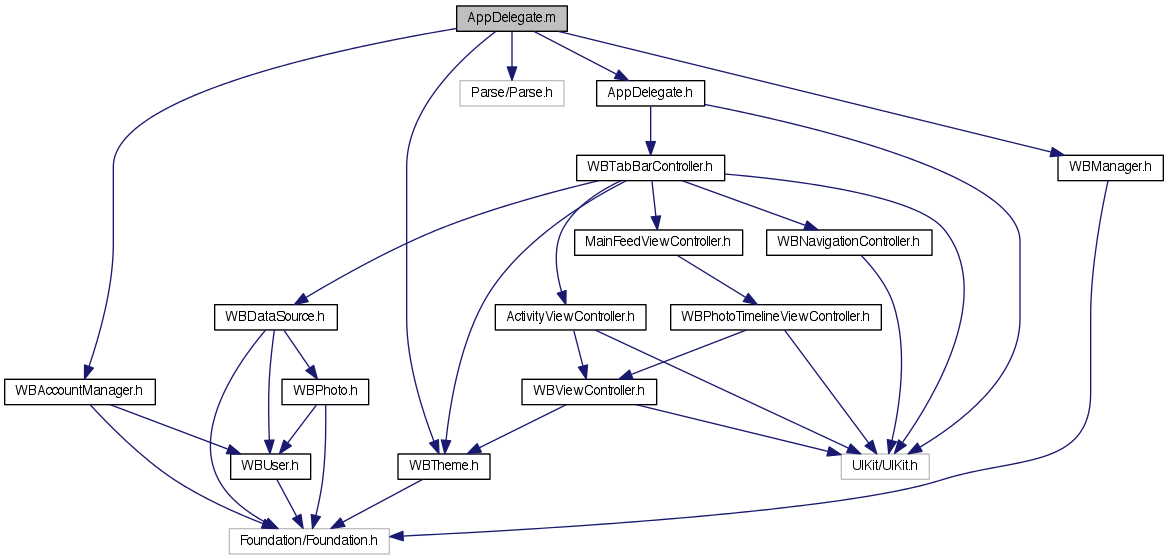 AppDelegate.m
Parse/Parse.h
AppDelegate.h
WBTabBarController.h
WBManager.h
MainFeedViewController.h
WBNavigationController.h
WBDataSource.h
ActivityViewController.h
WBPhotoTimelineViewController.h
WBAccountManager.h
WBPhoto.h
WBViewController.h
WBUser.h
WBTheme.h
UIKit/UIKit.h
Foundation/Foundation.h